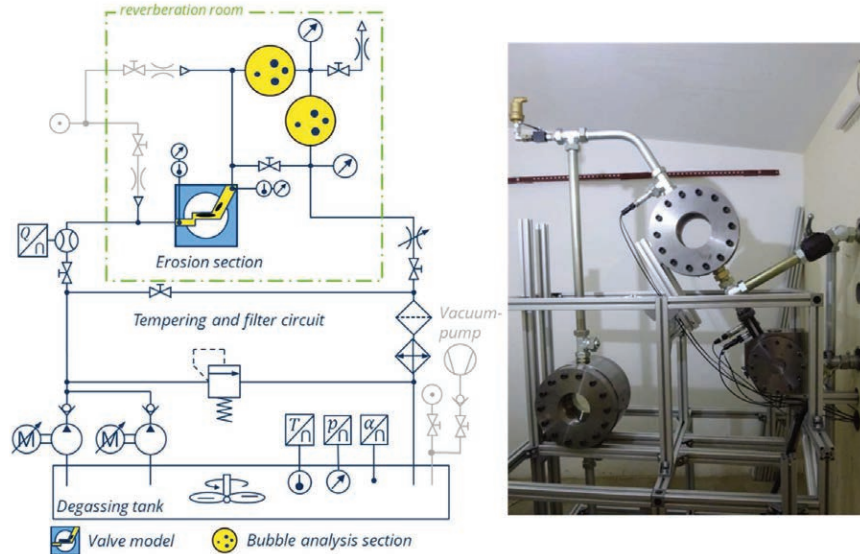 reverberation room
Q
n
Erosion section
Tempering and filter circuit
Vacuum-
pump
M
M
T
n
p
n
α
n
Degassing tank
Valve model
Bubble analysis section